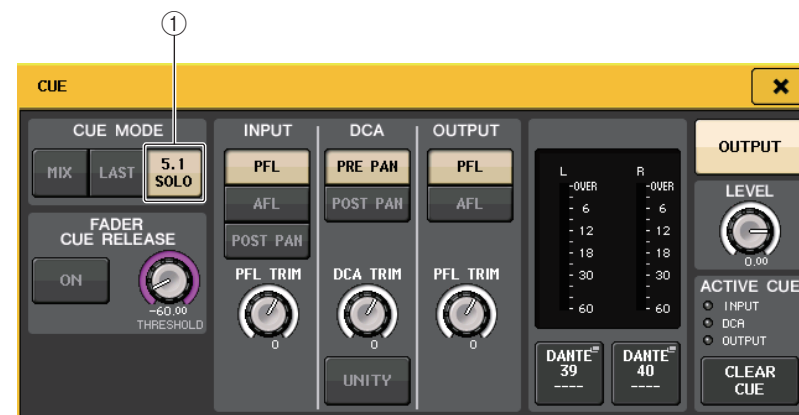 1
CUE
CUE MODE
MIX
LAST
5.1
SOLO
FADER
CUE RELEASE
ON
-60.00
THRESHOLD
INPUT
PFL
AFL
POST PAN
PFL TRIM
0
DCA
PRE PAN
POST PAN
DCA TRIM
0
UNITY
OUTPUT
PFL
AFL
PFL TRIM
0
L R
-OVER -OVER
6 6
12 12
18 18
30 30
60 60
DANTE
39
----
DANTE
40
----
OUTPUT
LEVEL
0.00
ACTIVE CUE
INPUT
DCA
OUTPUT
CLEAR
CUE